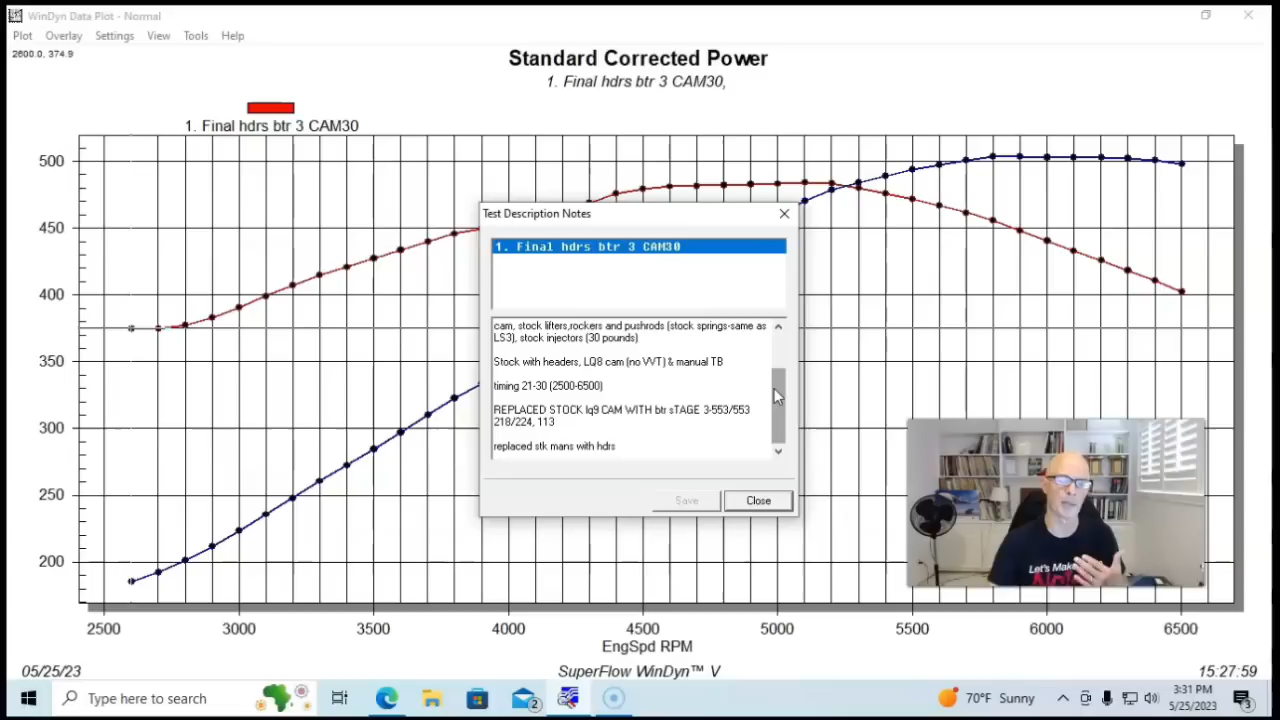 WinDyn Data Plot - Normal
Plot Overlay Settings View Tools Help
2600.0, 374.9
Standard Corrected Power
1. Final hdrs btr 3 CAM30,
1. Final hdrs btr 3 CAM30
500
450
400
350
300
250
200
Test Description Notes
1. Final hdrs btr 3 CAM30
cam, stock lifters,rockers and pushrods (stock springs-same as
LS3), stock injectors (30 pounds)
Stock with headers, LQ8 cam (no VVT) & manual TB
timing 21-30 (2500-6500)
REPLACED STOCK lq9 CAM WITH btr sTAGE 3-553/553
218/224, 113
replaced stk mans with hdrs
Save Close
Let's Make
2500 3000 3500 4000 4500 5000 5500 6000 6500
EngSpd RPM
05/25/23 SuperFlow WinDyn™ V 15:27:59
Type here to search
2
70°F Sunny
3:31 PM
5/25/2023
3